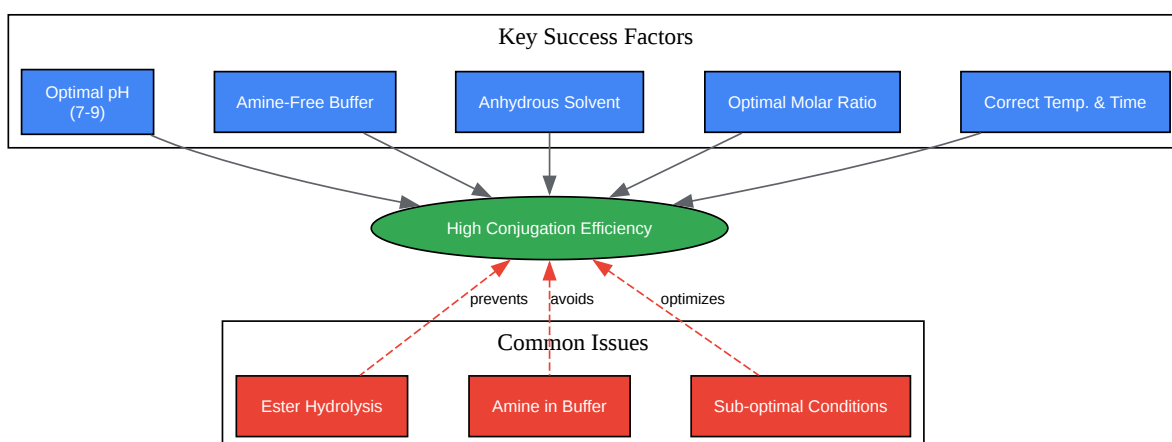 Key Success Factors
Optimal pH
(7-9)
Amine-Free Buffer
Anhydrous Solvent
Optimal Molar Ratio
Correct Temp. & Time
High Conjugation Efficiency
prevents
avoids
optimizes
Common Issues
Ester Hydrolysis
Amine in Buffer
Sub-optimal Conditions